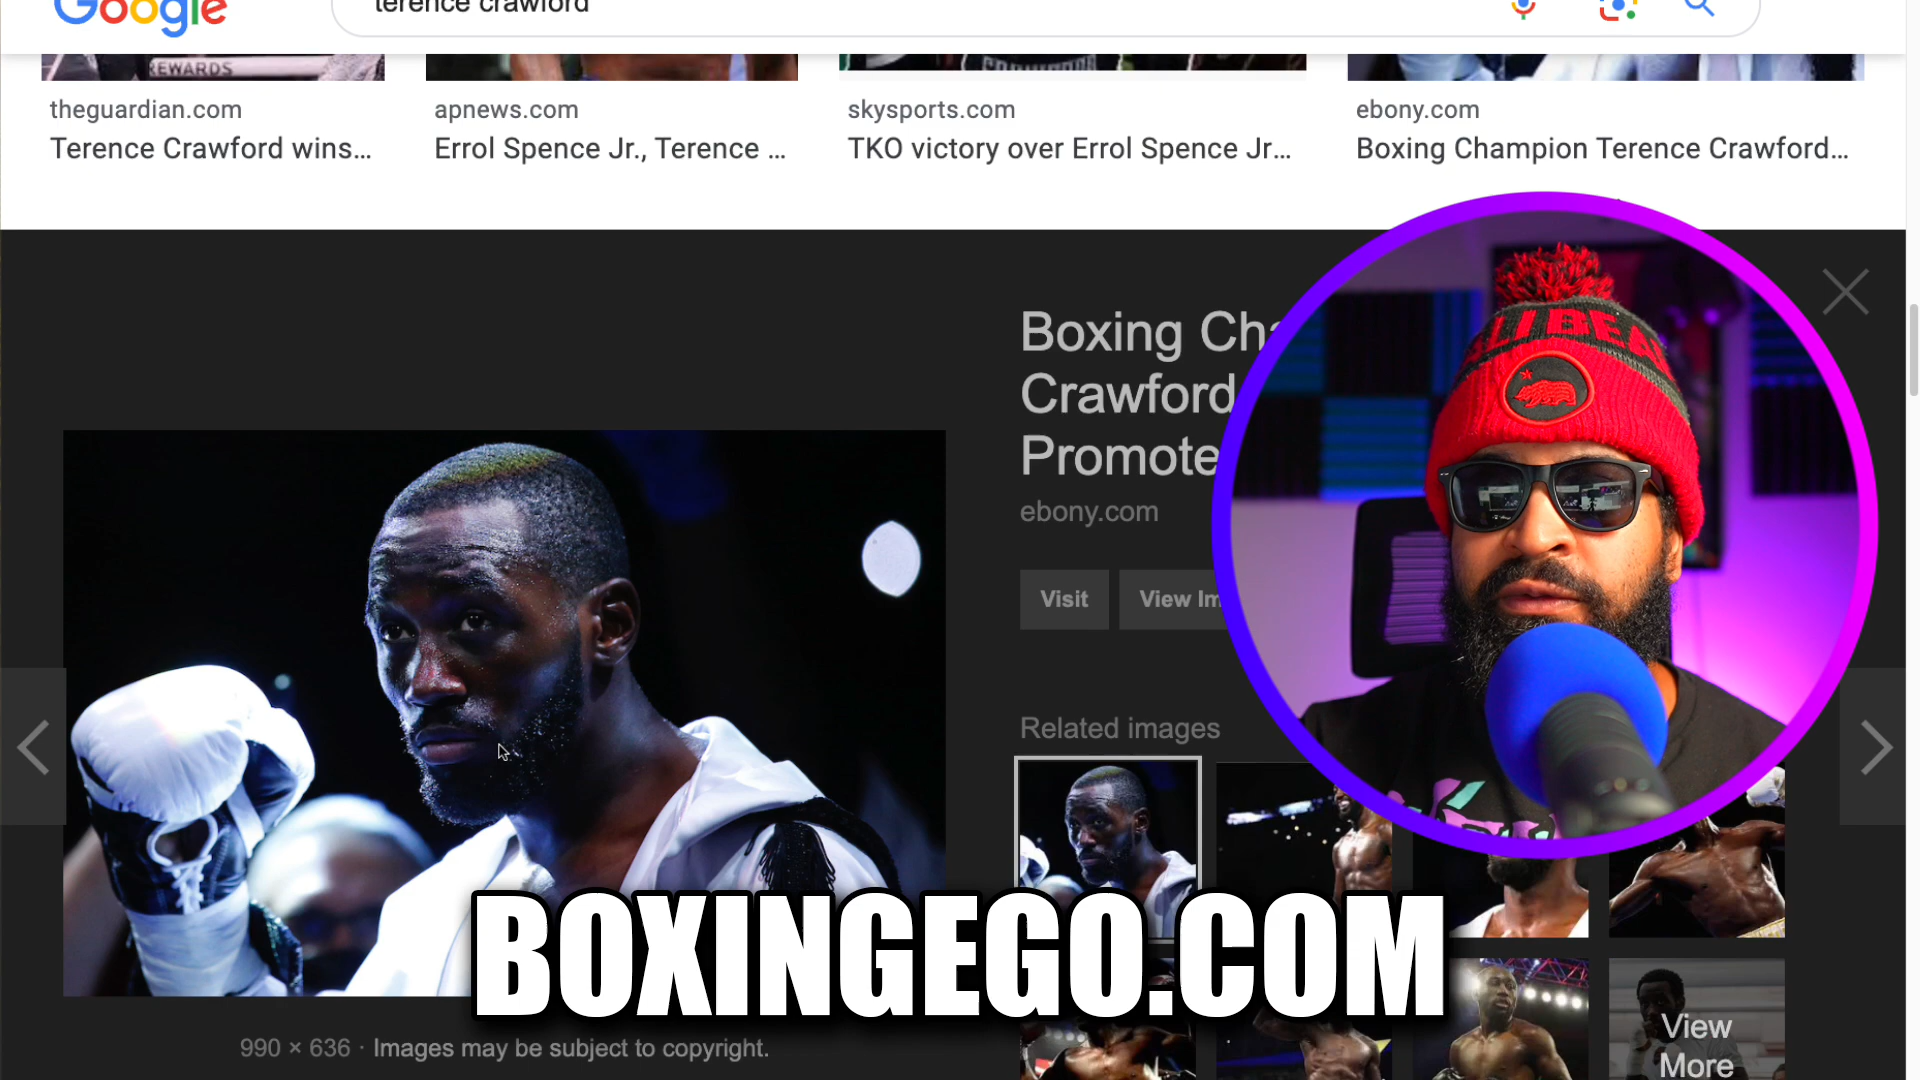 Google
terence crawford
REWARDS
theguardian.com
Terence Crawford wins...
apnews.com
Errol Spence Jr., Terence ...
skysports.com
TKO victory over Errol Spence Jr...
ebony.com
Boxing Champion Terence Crawford...
Boxing Cha
Crawford
Promote
ebony.com
Visit
View Im
Related images
View
More
BOXINGEGO.COM
990 × 636 · Images may be subject to copyright.